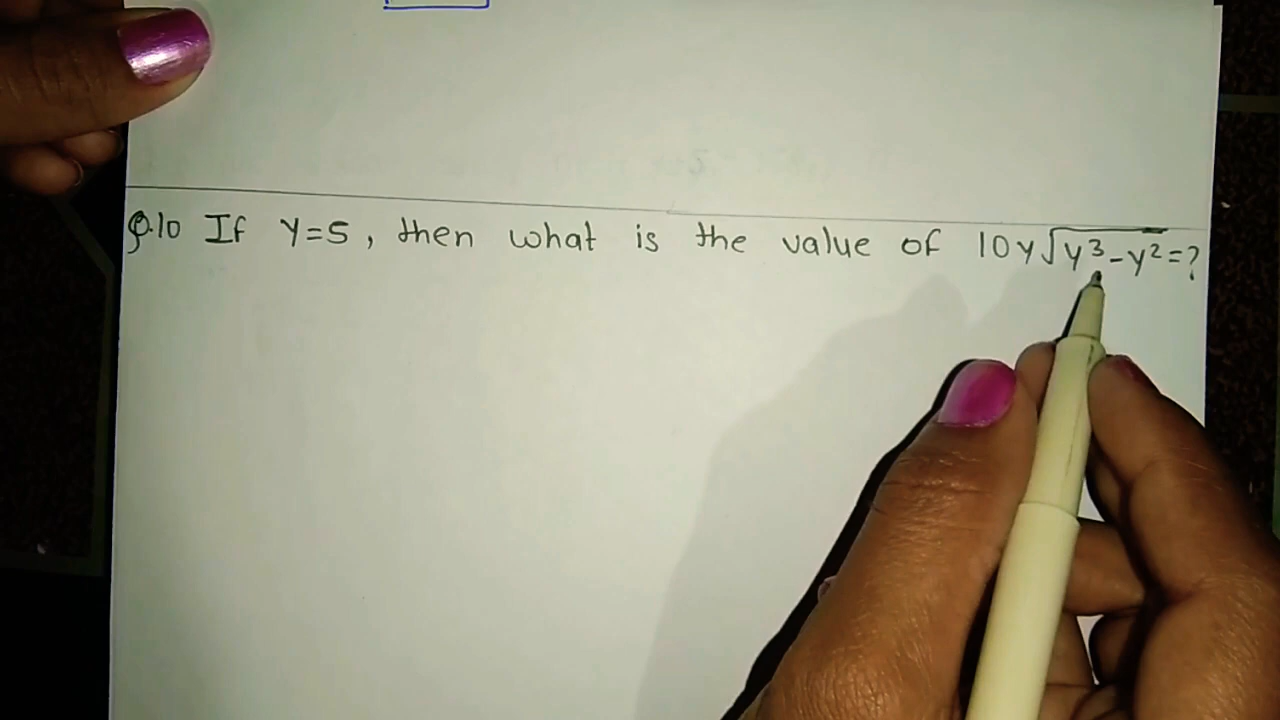 Q.10 If y=5, then what is the value of 10y√y³-y² =?